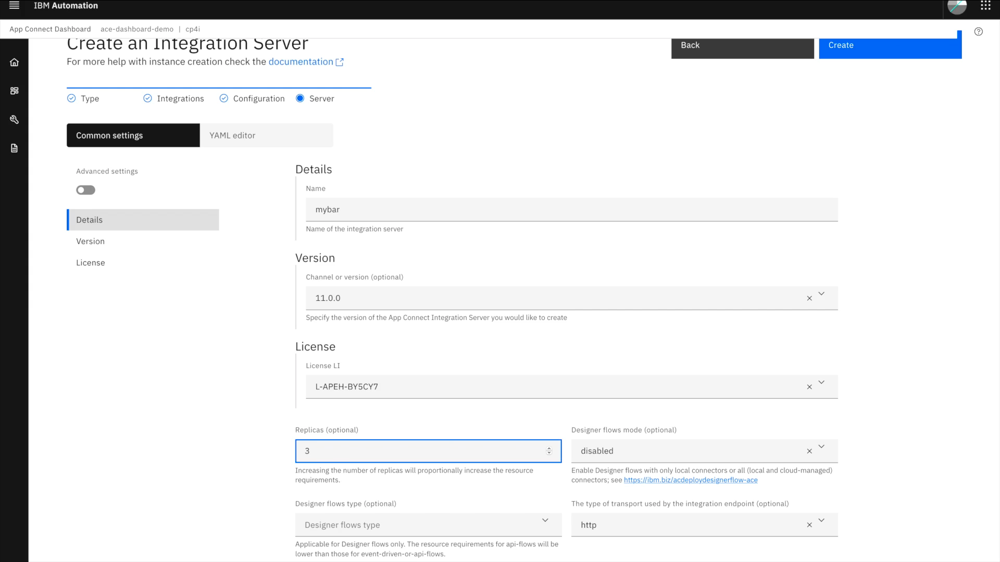 IBM Automation
App Connect Dashboard ace-dashboard-demo | cp4i
Create an Integration Server
For more help with instance creation check the documentation
Back
Create
Type
Integrations
Configuration
Server
Common settings
YAML editor
Advanced settings
Details
Version
License
Details
Name
mybar
Name of the integration server
Version
Channel or version (optional)
11.0.0
Specify the version of the App Connect Integration Server you would like to create
License
License LI
L-APEH-BY5CY7
Replicas (optional)
3
Increasing the number of replicas will proportionally increase the resource
requirements.
Designer flows mode (optional)
disabled
Enable Designer flows with only local connectors or all (local and cloud-managed)
connectors; see https://ibm.biz/acdeploydesignerflow-ace
Designer flows type (optional)
Designer flows type
Applicable for Designer flows only. The resource requirements for api-flows will be
lower than those for event-driven-or-api-flows.
The type of transport used by the integration endpoint (optional)
http